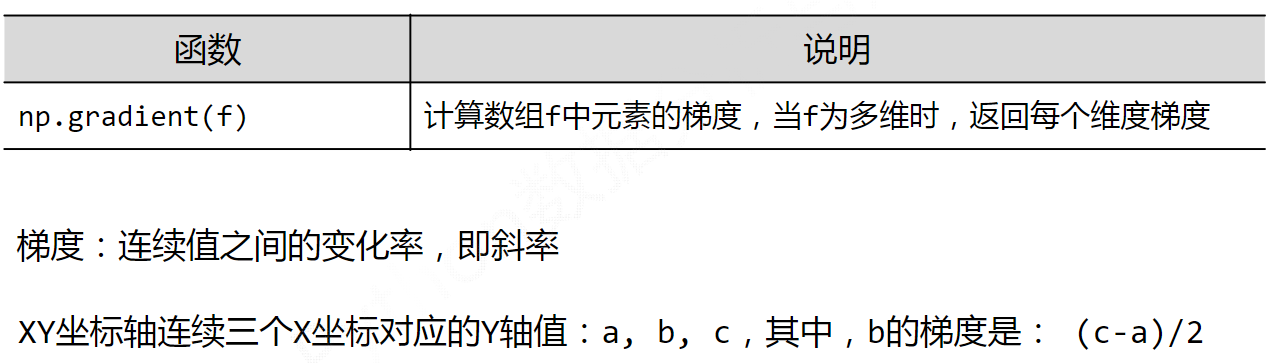 函数 说明
np.gradient(f) 计算数组f中元素的梯度，当f为多维时，返回每个维度梯度
梯度：连续值之间的变化率，即斜率
XY坐标轴连续三个X坐标对应的Y轴值：a, b, c，其中，b的梯度是： (c-a)/2